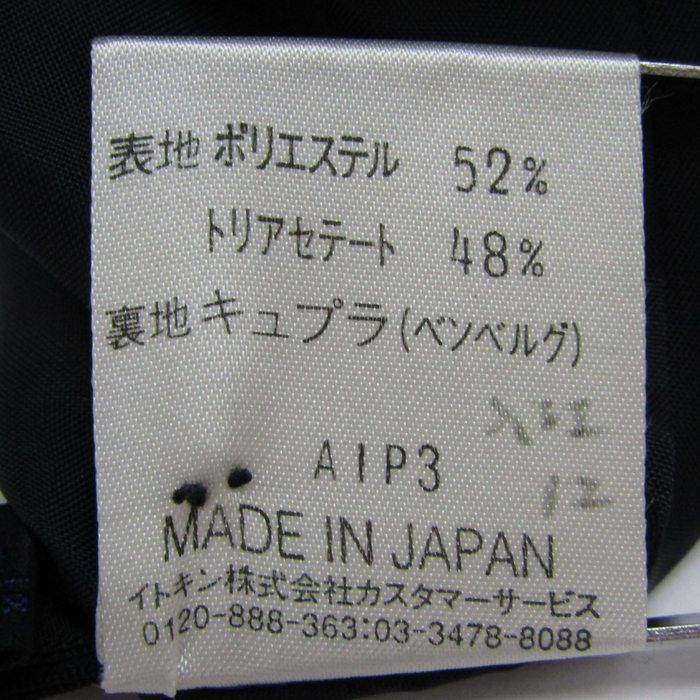 表地 ポリエステル 52%
トリアセテート 48%
裏地 キュプラ(ベンベルグ)
12
A1P3
MADE IN JAPAN
イトキン株式会社カスタマーサービス
0120-888-363:03-3478-8088